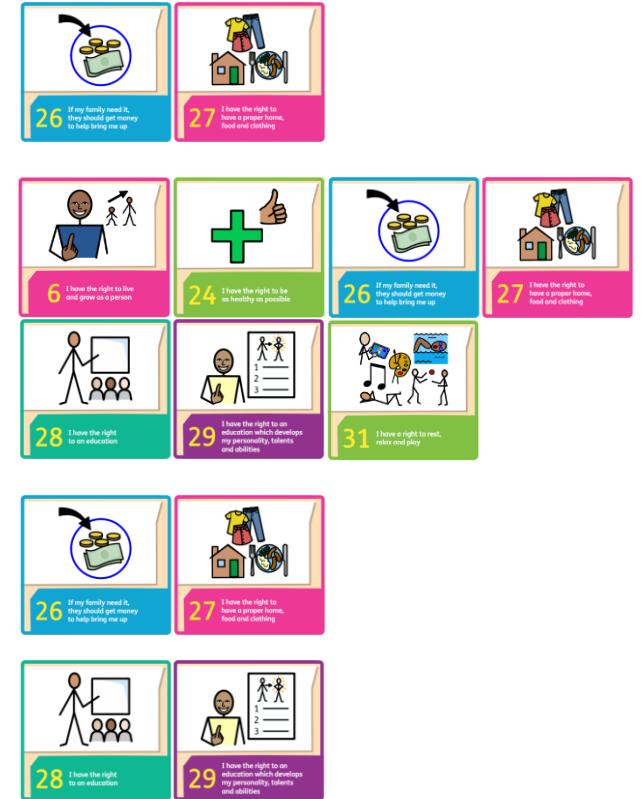 26 If my family need it,
they should get money
to help bring me up
27 I have the right to
have a proper home,
food and clothing
6 I have the right to live
and grow as a person
24 I have the right to be
as healthy as possible
26 If my family need it,
they should get money
to help bring me up
27 I have the right to
have a proper home,
food and clothing
28 I have the right
to an education
29 I have the right to an
education which develops
my personality, talents
and abilities
1
2
3
31 I have a right to rest,
relax and play
26 If my family need it,
they should get money
to help bring me up
27 I have the right to
have a proper home,
food and clothing
28 I have the right
to an education
1
2
3
29 I have the right to an
education which develops
my personality, talents
and abilities